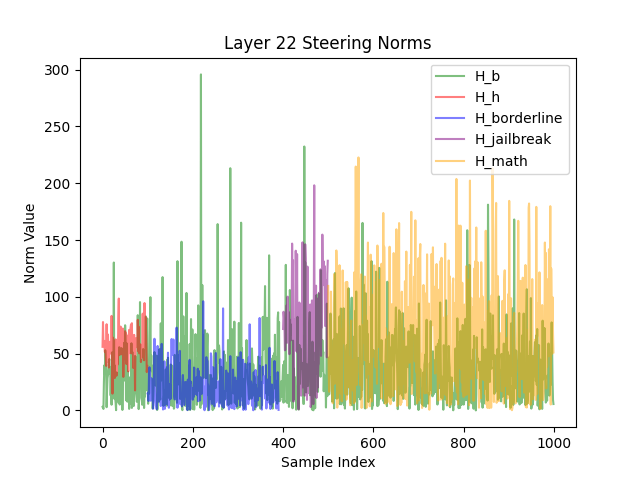 Layer 22 Steering Norms
300
250
200
150
100
50
0
Norm Value
H_b
H_h
H_borderline
H_jailbreak
H_math
0 200 400 600 800 1000
Sample Index